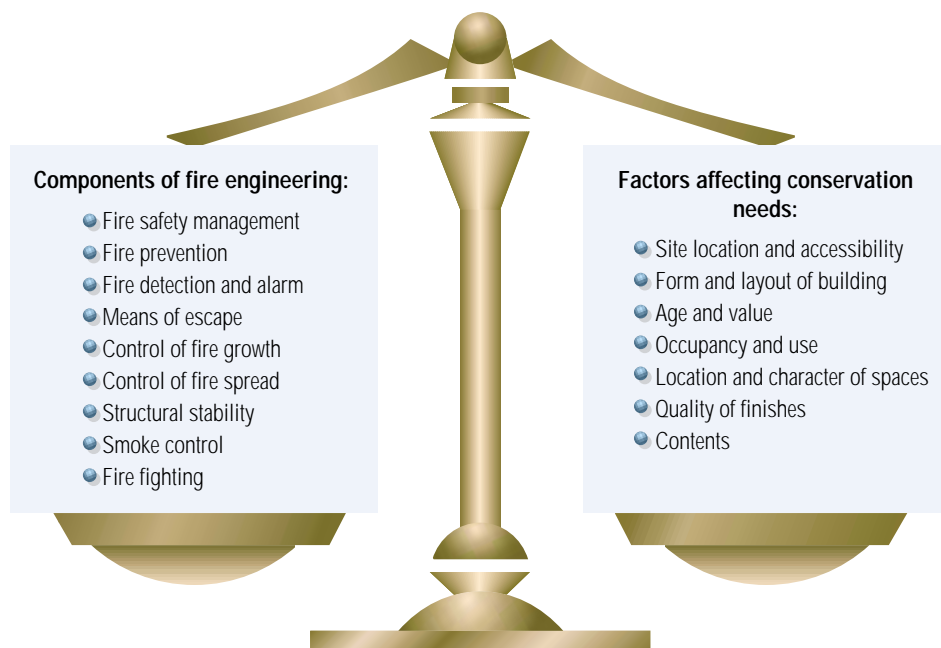 Components of fire engineering:
Fire safety management
Fire prevention
Fire detection and alarm
Means of escape
Control of fire growth
Control of fire spread
Structural stability
Smoke control
Fire fighting
Factors affecting conservation
needs:
Site location and accessibility
Form and layout of building
Age and value
Occupancy and use
Location and character of spaces
Quality of finishes
Contents